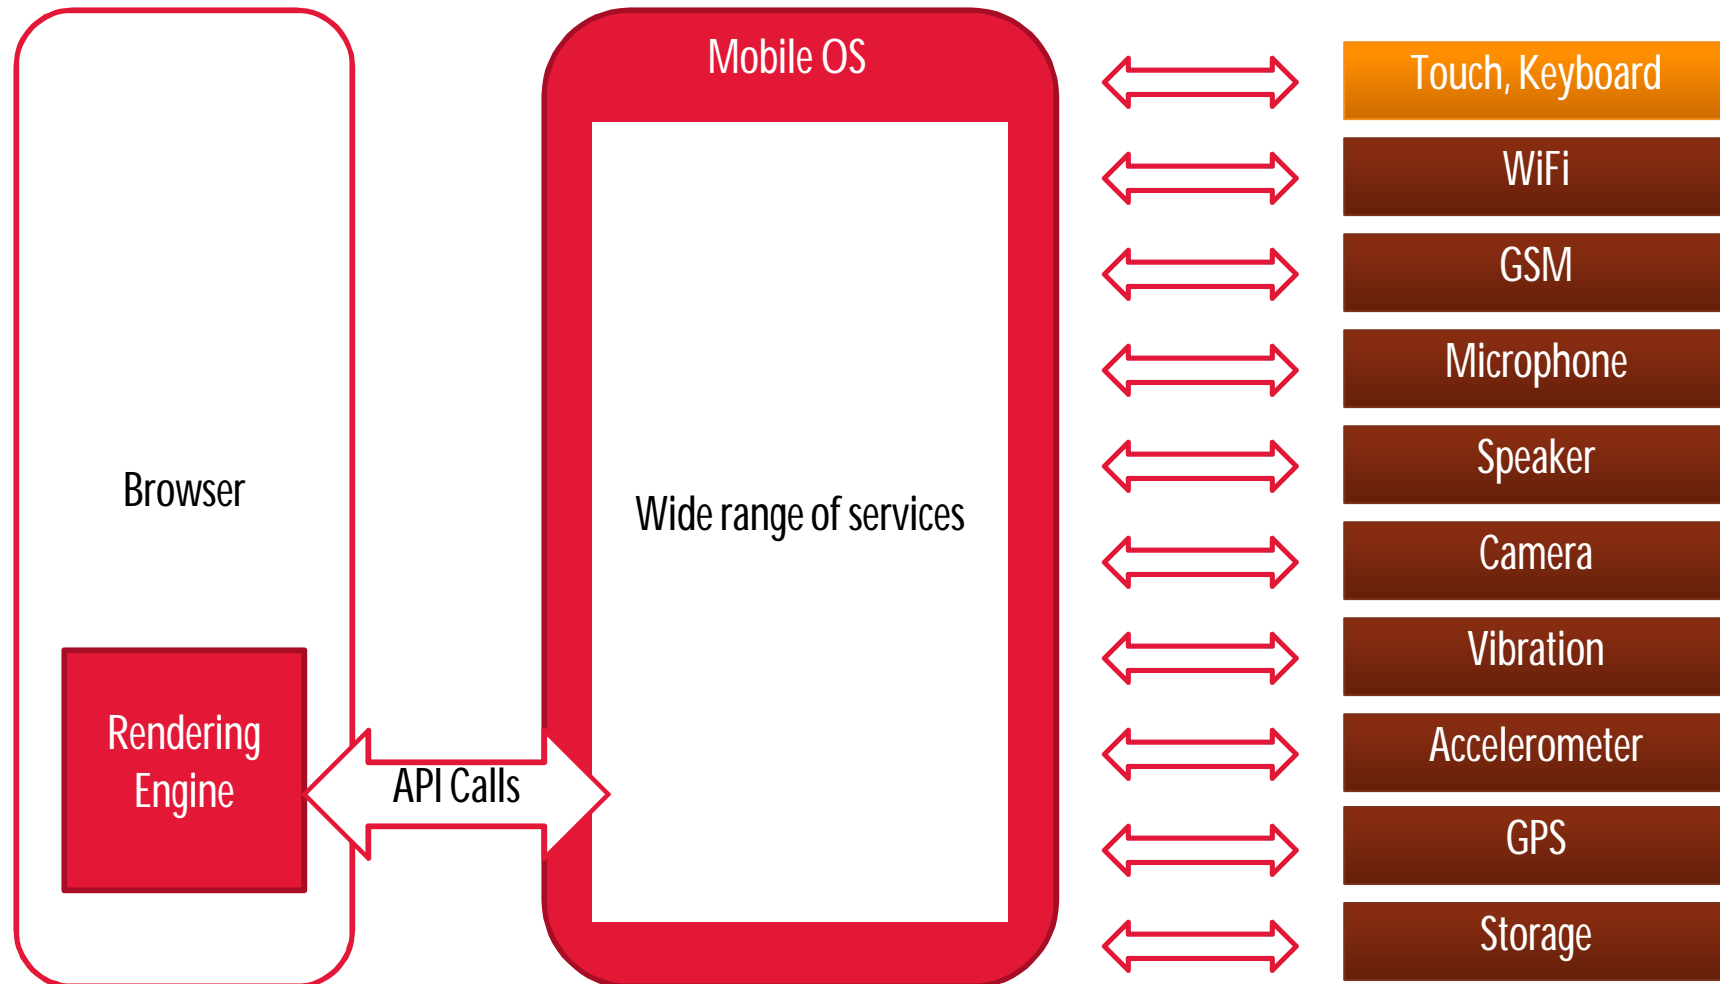 Mobile OS
Touch, Keyboard
WiFi
GSM
Microphone
Speaker
Browser
Wide range of services
Camera
Vibration
Rendering
Engine
API Calls
Accelerometer
GPS
Storage